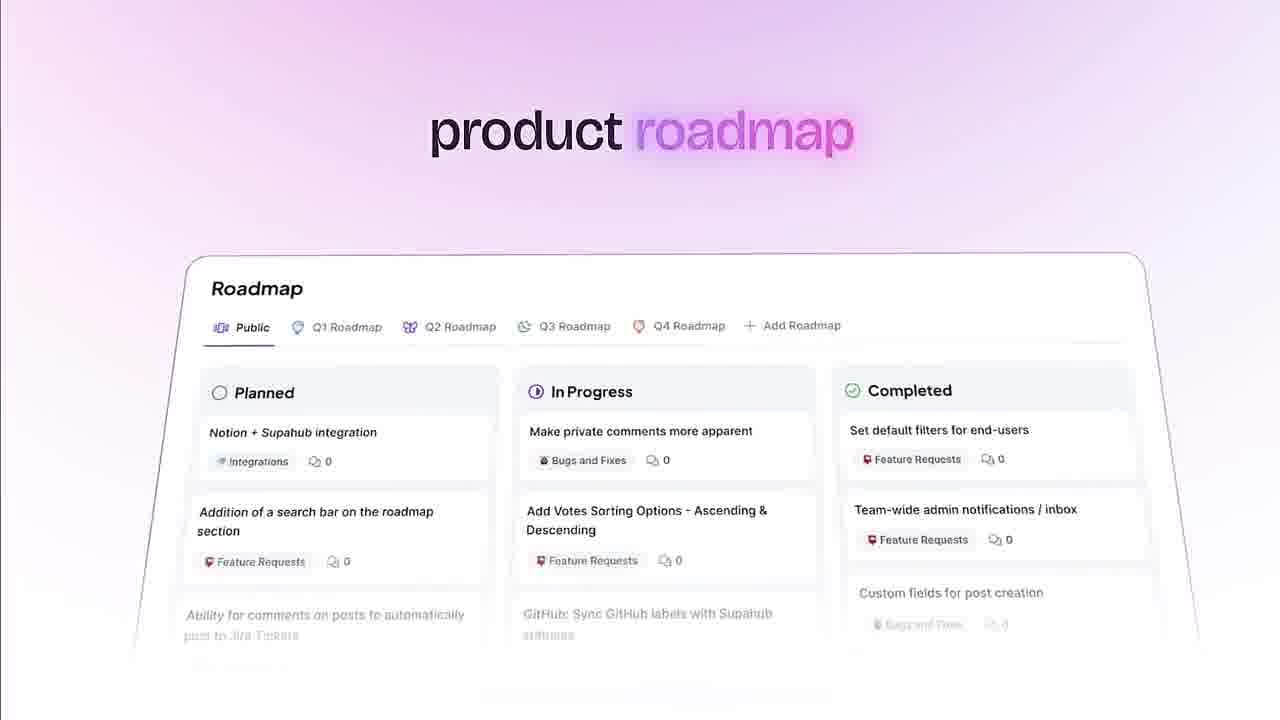 product roadmap
Roadmap
Public Q1 Roadmap Q2 Roadmap Q3 Roadmap Q4 Roadmap + Add Roadmap
Planned
Notion + Supahub integration
Integrations 0
Addition of a search bar on the roadmap
section
Feature Requests 0
Ability for comments on posts to automatically
post to Jira Tickets
In Progress
Make private comments more apparent
Bugs and Fixes 0
Add Votes Sorting Options - Ascending &
Descending
Feature Requests 0
GitHub: Sync GitHub labels with Supahub
Completed
Set default filters for end-users
Feature Requests 0
Team-wide admin notifications / inbox
Feature Requests 0
Custom fields for post creation
Bugs and Fixes 0